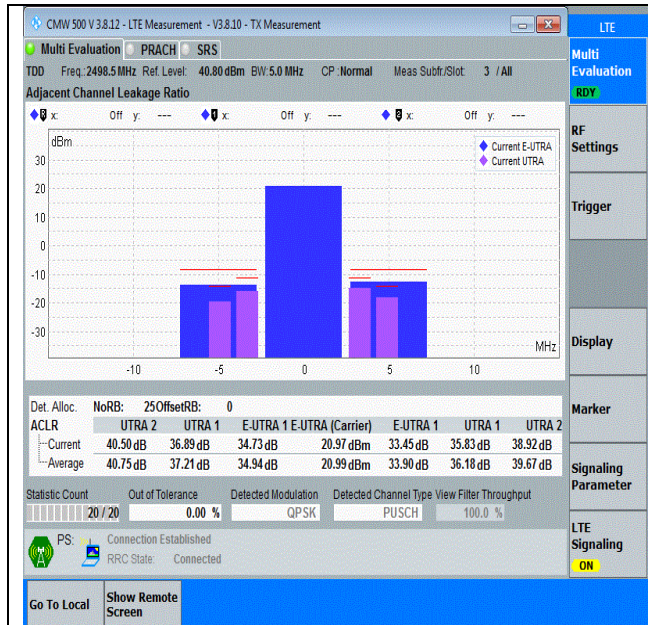 CMW 500 V 3.8.12 - LTE Measurement - V3.8.10 - TX Measurement
LTE
Multi Evaluation PRACH SRS
Multi Evaluation
RDY
TDD Freq.:2498.5 MHz Ref. Level: 40.80 dBm BW:5.0 MHz CP :Normal Meas Subfr./Slot: 3 / All
Adjacent Channel Leakage Ratio
x: Off y: --- x: Off y: --- x: Off y: ---
RF Settings
dBm
Current E-UTRA
Current UTRA
30
20
10
0
-10
-20
-30
MHz
-10 -5 0 5 10
Trigger
Display
Marker
Det. Alloc. NoRB: 25OffsetRB: 0
ACLR UTRA 2 UTRA 1 E-UTRA 1 E-UTRA (Carrier) E-UTRA 1 UTRA 1 UTRA 2
Current 40.50 dB 36.89 dB 34.73 dB 20.97 dBm 33.45 dB 35.83 dB 38.92 dB
Average 40.75 dB 37.21 dB 34.94 dB 20.99 dBm 33.90 dB 36.18 dB 39.67 dB
Signaling Parameter
Statistic Count Out of Tolerance Detected Modulation Detected Channel Type View Filter Throughput
20 / 20 0.00 % QPSK PUSCH 100.0 %
PS: Connection Established
RRC State: Connected
LTE Signaling
ON
Go To Local
Show Remote Screen